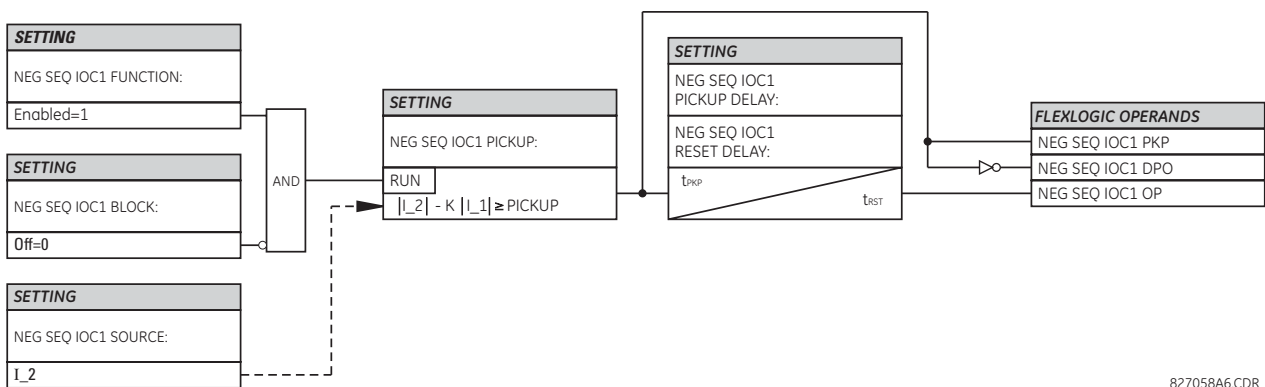 SETTING
NEG SEQ IOC1 FUNCTION:
Enabled=1
SETTING
NEG SEQ IOC1 BLOCK:
Off=0
SETTING
NEG SEQ IOC1 SOURCE:
I_2
AND
SETTING
NEG SEQ IOC1 PICKUP:
RUN
|I_2| - K |I_1| ≥ PICKUP
SETTING
NEG SEQ IOC1
PICKUP DELAY:
NEG SEQ IOC1
RESET DELAY:
tPKP
tRST
FLEXLOGIC OPERANDS
NEG SEQ IOC1 PKP
NEG SEQ IOC1 DPO
NEG SEQ IOC1 OP
827058A6.CDR